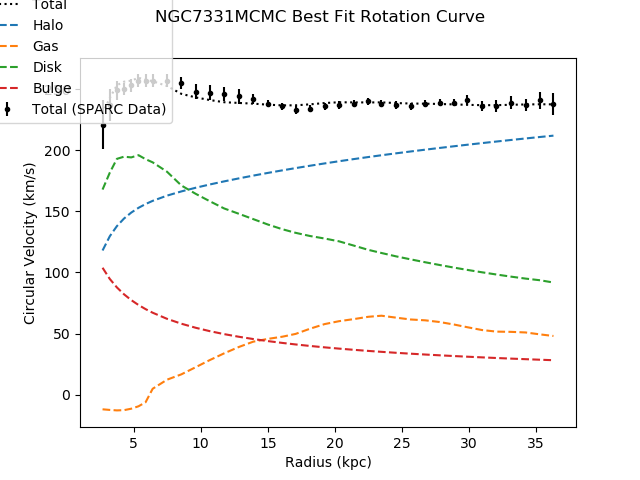 NGC7331MCMC Best Fit Rotation Curve
Total
Halo
Gas
Disk
Bulge
Total (SPARC Data)
200
150
100
50
0
Circular Velocity (km/s)
5 10 15 20 25 30 35
Radius (kpc)